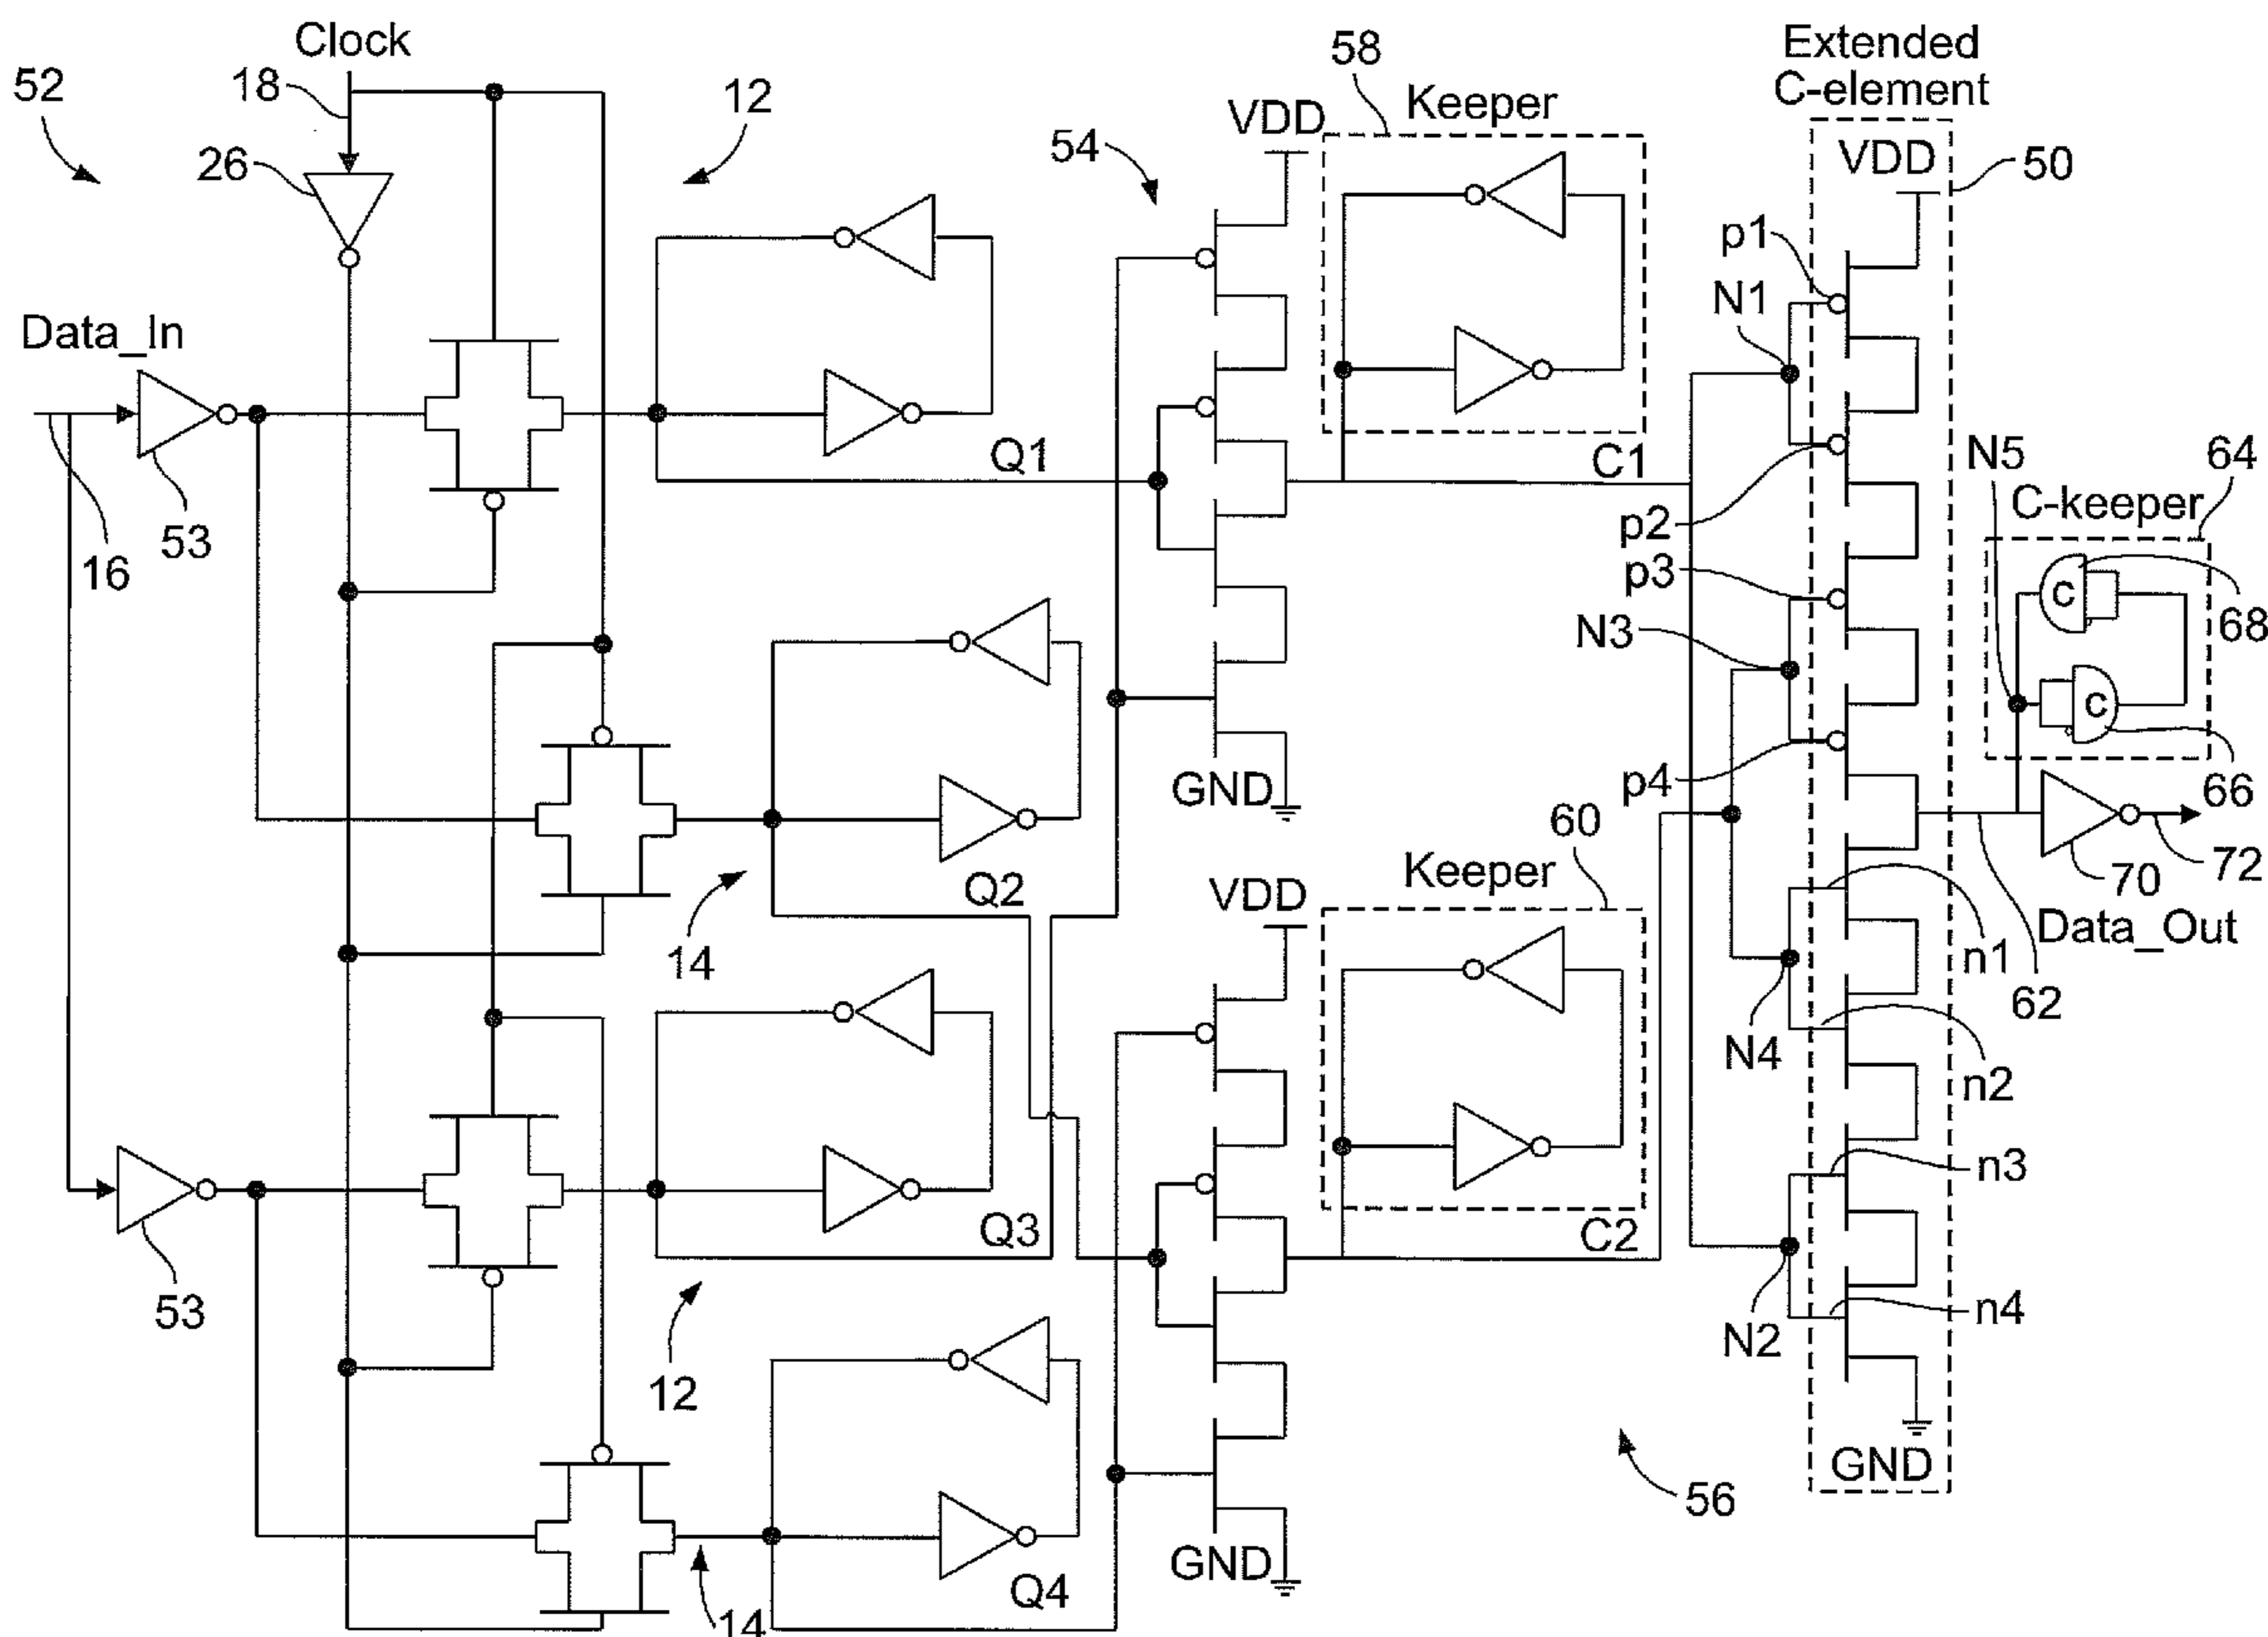 Clock
18
52
12
26
58
Keeper
Extended
C-element
VDD
VDD
50
54
p1
N1
Data_In
16
53
Q1
C1
p2
N5
64
C-keeper
C
68
C
66
p3
N3
p4
GND
60
Keeper
70
72
Data_Out
62
14
Q2
VDD
n1
N4
n2
53
12
Q3
C2
n3
N2
n4
14
Q4
GND
56
GND